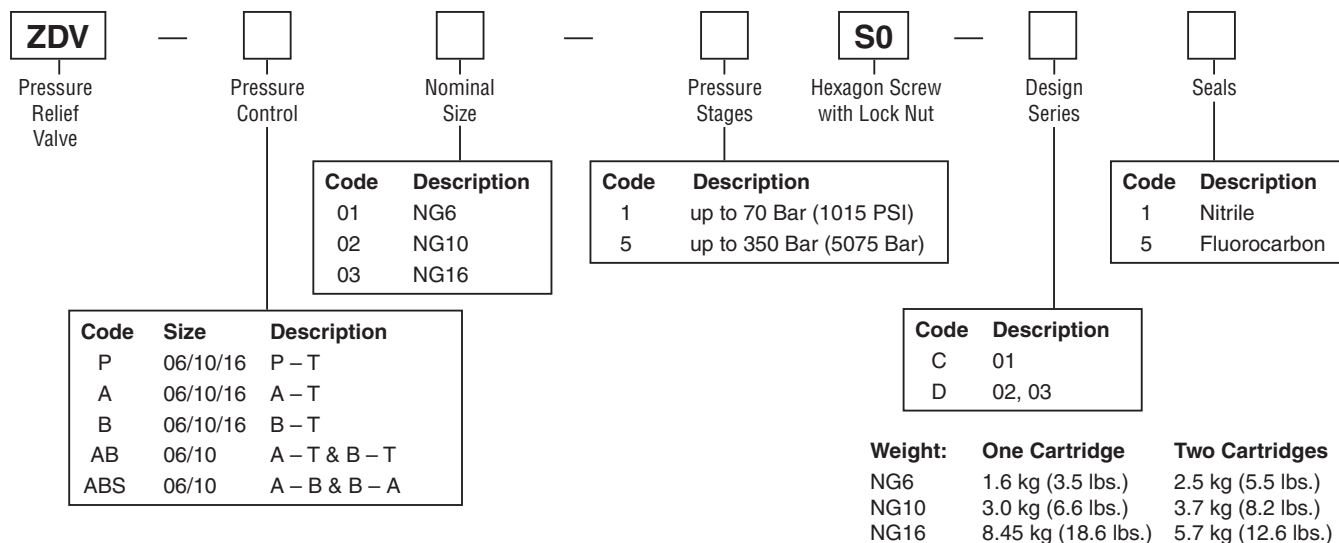 ZDV — — S0 —
Pressure Relief Valve
Pressure Control
Nominal Size
Pressure Stages
Hexagon Screw with Lock Nut
Design Series
Seals
Code Description
01 NG6
02 NG10
03 NG16
Code Description
1 up to 70 Bar (1015 PSI)
5 up to 350 Bar (5075 Bar)
Code Description
1 Nitrile
5 Fluorocarbon
Code Size Description
P 06/10/16 P – T
A 06/10/16 A – T
B 06/10/16 B – T
AB 06/10 A – T & B – T
ABS 06/10 A – B & B – A
Code Description
C 01
D 02, 03
Weight: One Cartridge Two Cartridges
NG6 1.6 kg (3.5 lbs.) 2.5 kg (5.5 lbs.)
NG10 3.0 kg (6.6 lbs.) 3.7 kg (8.2 lbs.)
NG16 8.45 kg (18.6 lbs.) 5.7 kg (12.6 lbs.)